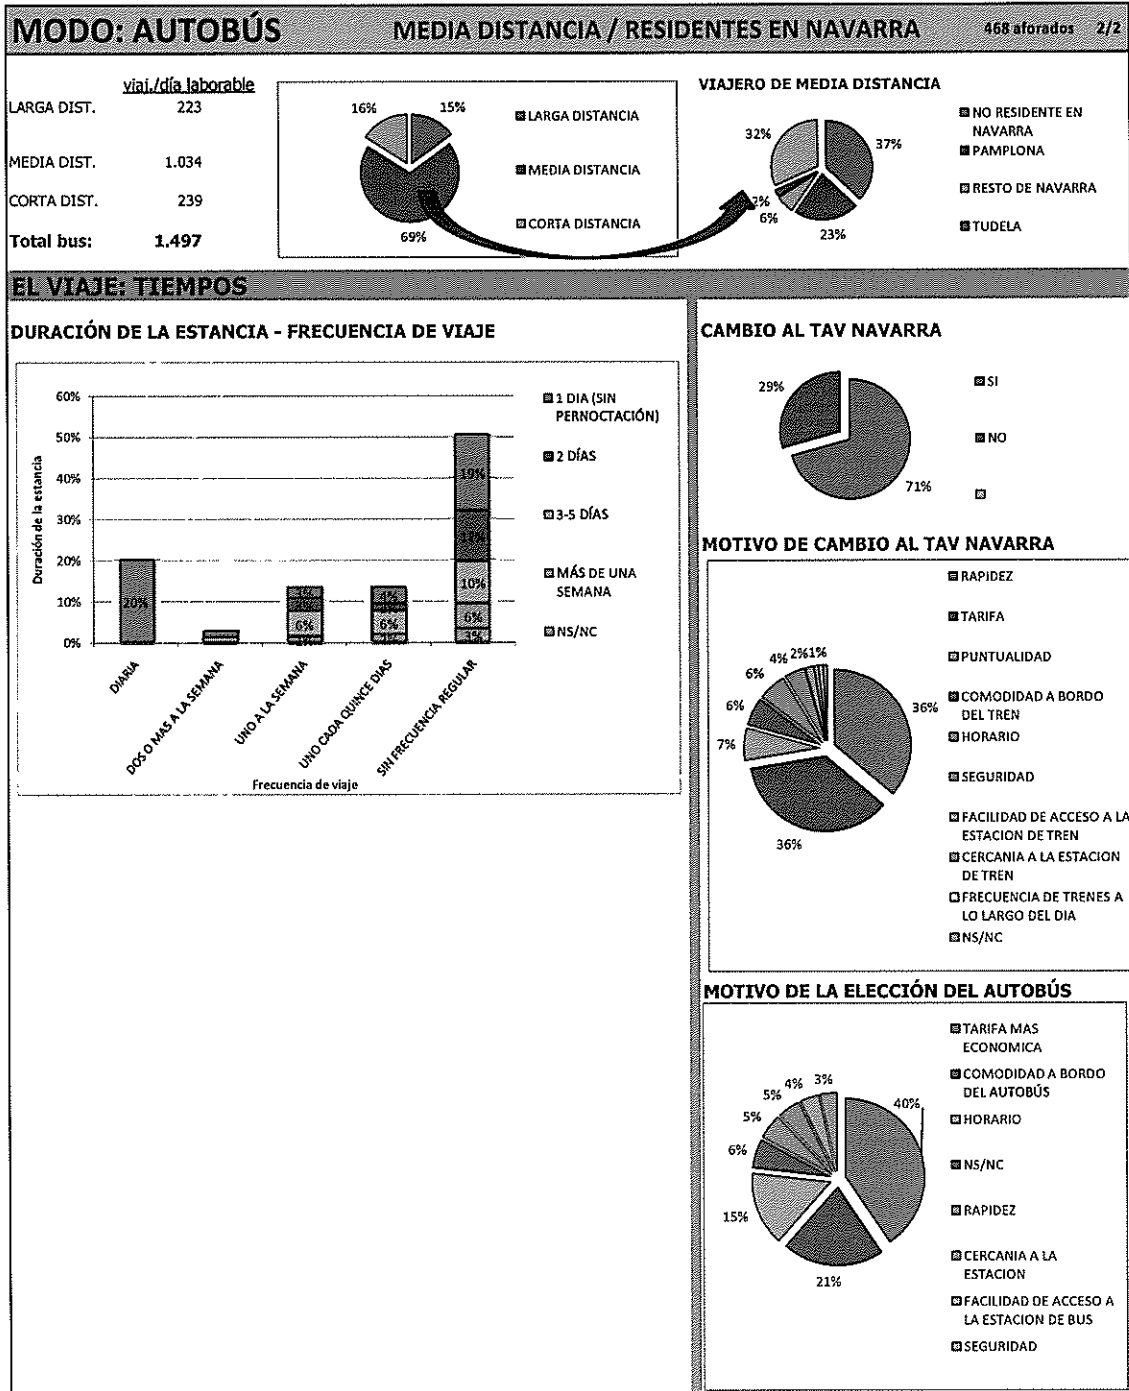 MODO: AUTOBÚS MEDIA DISTANCIA / RESIDENTES EN NAVARRA 468 aforados 2/2
viaj./día laborable
LARGA DIST. 223
MEDIA DIST. 1.034
CORTA DIST. 239
Total bus: 1.497
16%
15%
69%
LARGA DISTANCIA
MEDIA DISTANCIA
CORTA DISTANCIA
VIAJERO DE MEDIA DISTANCIA
32%
37%
2%
6%
23%
NO RESIDENTE EN
NAVARRA
PAMPLONA
RESTO DE NAVARRA
TUDELA
EL VIAJE: TIEMPOS
DURACIÓN DE LA ESTANCIA - FRECUENCIA DE VIAJE
Duración de la estancia
60%
50%
40%
30%
20%
10%
0%
20%
6%
4%
6%
19%
10%
6%
3%
DIARIA
DOS O MAS A LA SEMANA
UNO A LA SEMANA
UNO CADA QUINCE DIAS
SIN FRECUENCIA REGULAR
Frecuencia de viaje
1 DIA (SIN
PERNOCTACIÓN)
2 DÍAS
3-5 DÍAS
MÁS DE UNA
SEMANA
NS/NC
CAMBIO AL TAV NAVARRA
29%
71%
SI
NO
MOTIVO DE CAMBIO AL TAV NAVARRA
6%
4%
2%
1%
36%
6%
7%
36%
RAPIDEZ
TARIFA
PUNTUALIDAD
COMODIDAD A BORDO
DEL TREN
HORARIO
SEGURIDAD
FACILIDAD DE ACCESO A LA
ESTACION DE TREN
CERCANIA A LA ESTACION
DE TREN
FRECUENCIA DE TRENES A
LO LARGO DEL DIA
NS/NC
MOTIVO DE LA ELECCIÓN DEL AUTOBÚS
5%
4%
3%
40%
5%
6%
15%
21%
TARIFA MAS
ECONOMICA
COMODIDAD A BORDO
DEL AUTOBÚS
HORARIO
NS/NC
RAPIDEZ
CERCANIA A LA
ESTACION
FACILIDAD DE ACCESO A
LA ESTACION DE BUS
SEGURIDAD